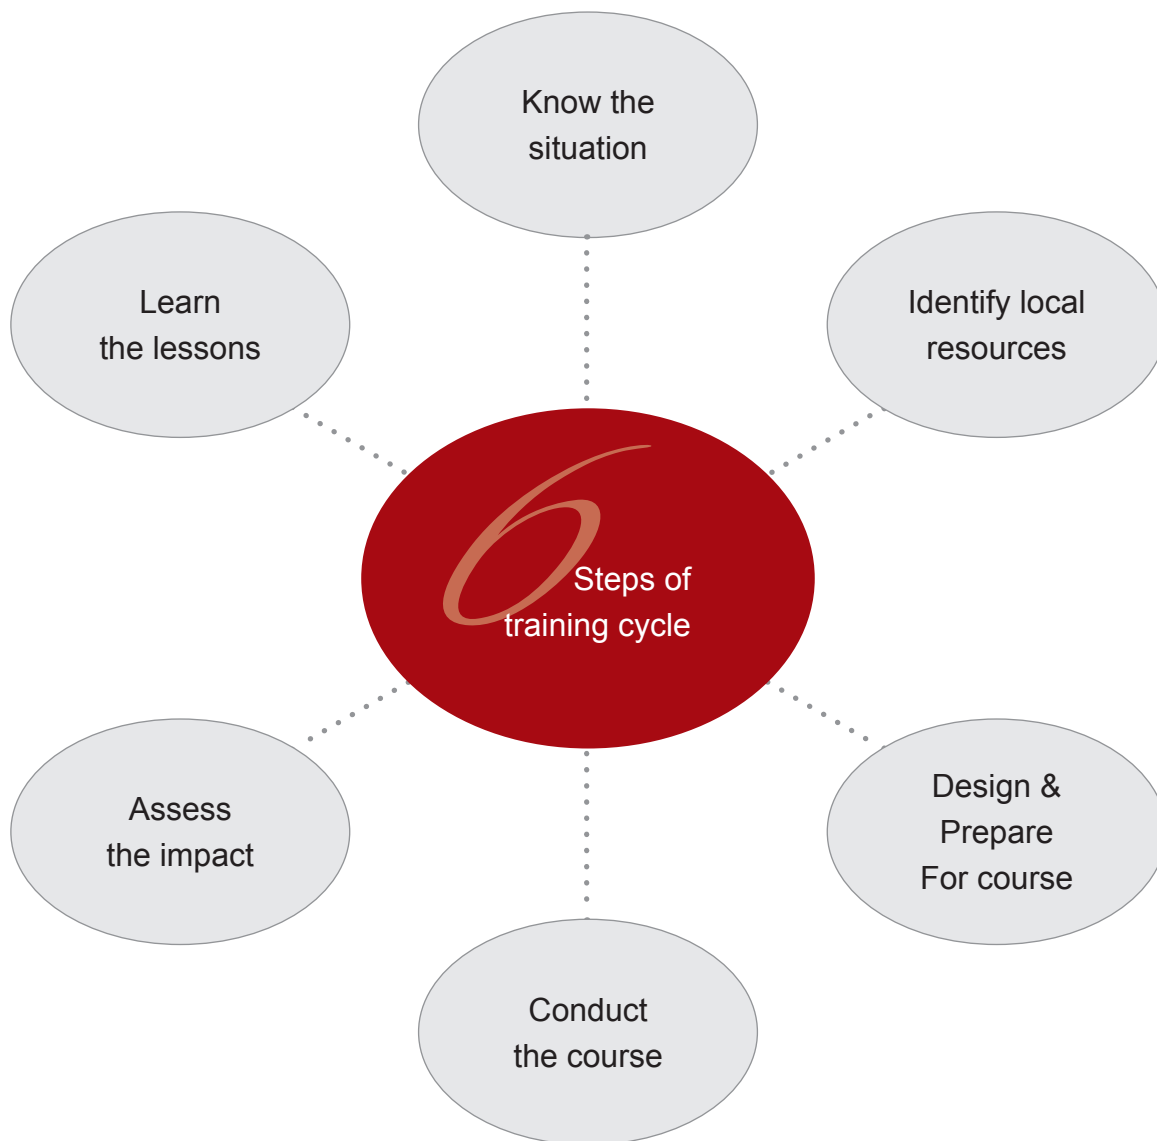 Know the
situation
Identify local
resources
Design &
Prepare
For course
Conduct
the course
Assess
the impact
Learn
the lessons
6
Steps of
training cycle